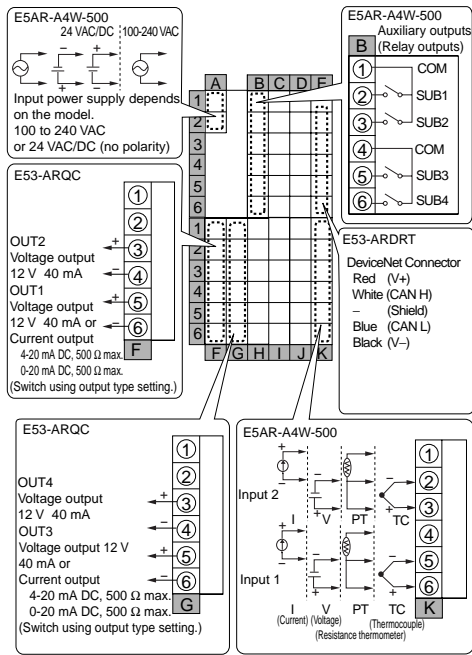 E5AR-A4W-500
24 VAC/DC 100-240 VAC
− + + −
Input power supply depends
on the model.
100 to 240 VAC
or 24 VAC/DC (no polarity)
E5AR-A4W-500
Auxiliary outputs
(Relay outputs)
B
1 COM
2 SUB1
3 SUB2
4 COM
5 SUB3
6 SUB4
A B C D E
1
2
3
4
5
6
1
2
3
4
5
6
F G H I J K
E53-ARQC
1
2
OUT2
Voltage output + 3
12 V 40 mA − 4
OUT1
Voltage output + 5
12 V 40 mA or − 6
Current output
4-20 mA DC, 500 Ω max.
0-20 mA DC, 500 Ω max.
F
(Switch using output type setting.)
E53-ARDRT
DeviceNet Connector
Red (V+)
White (CAN H)
– (Shield)
Blue (CAN L)
Black (V–)
E53-ARQC
1
2
OUT4
Voltage output + 3
12 V 40 mA − 4
OUT3
Voltage output 12 V + 5
40 mA or
Current output − 6
4-20 mA DC, 500 Ω max.
0-20 mA DC, 500 Ω max.
G
(Switch using output type setting.)
E5AR-A4W-500
1
+ − − 2
Input 2
− + + 3
I V PT TC
4
+ − − 5
Input 1
− + + 6
I V PT TC K
(Current) (Voltage) (Thermocouple)
(Resistance thermometer)